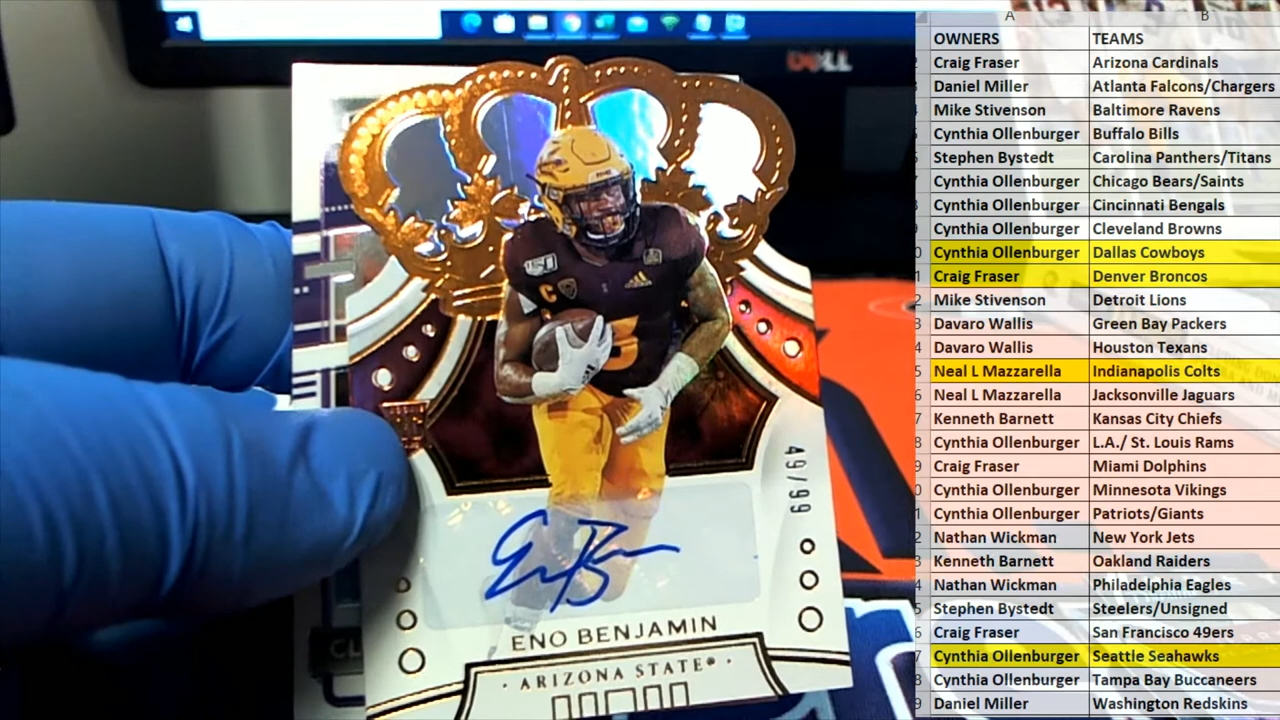 DELL
150
C
3
49/99
ENO BENJAMIN
· ARIZONA STATE® ·
CL
A B
OWNERS TEAMS
Craig Fraser Arizona Cardinals
Daniel Miller Atlanta Falcons/Chargers
Mike Stivenson Baltimore Ravens
Cynthia Ollenburger Buffalo Bills
Stephen Bystedt Carolina Panthers/Titans
Cynthia Ollenburger Chicago Bears/Saints
Cynthia Ollenburger Cincinnati Bengals
Cynthia Ollenburger Cleveland Browns
Cynthia Ollenburger Dallas Cowboys
Craig Fraser Denver Broncos
Mike Stivenson Detroit Lions
Davaro Wallis Green Bay Packers
Davaro Wallis Houston Texans
Neal L Mazzarella Indianapolis Colts
Neal L Mazzarella Jacksonville Jaguars
Kenneth Barnett Kansas City Chiefs
Cynthia Ollenburger L.A./ St. Louis Rams
Craig Fraser Miami Dolphins
Cynthia Ollenburger Minnesota Vikings
Cynthia Ollenburger Patriots/Giants
Nathan Wickman New York Jets
Kenneth Barnett Oakland Raiders
Nathan Wickman Philadelphia Eagles
Stephen Bystedt Steelers/Unsigned
Craig Fraser San Francisco 49ers
Cynthia Ollenburger Seattle Seahawks
Cynthia Ollenburger Tampa Bay Buccaneers
Daniel Miller Washington Redskins